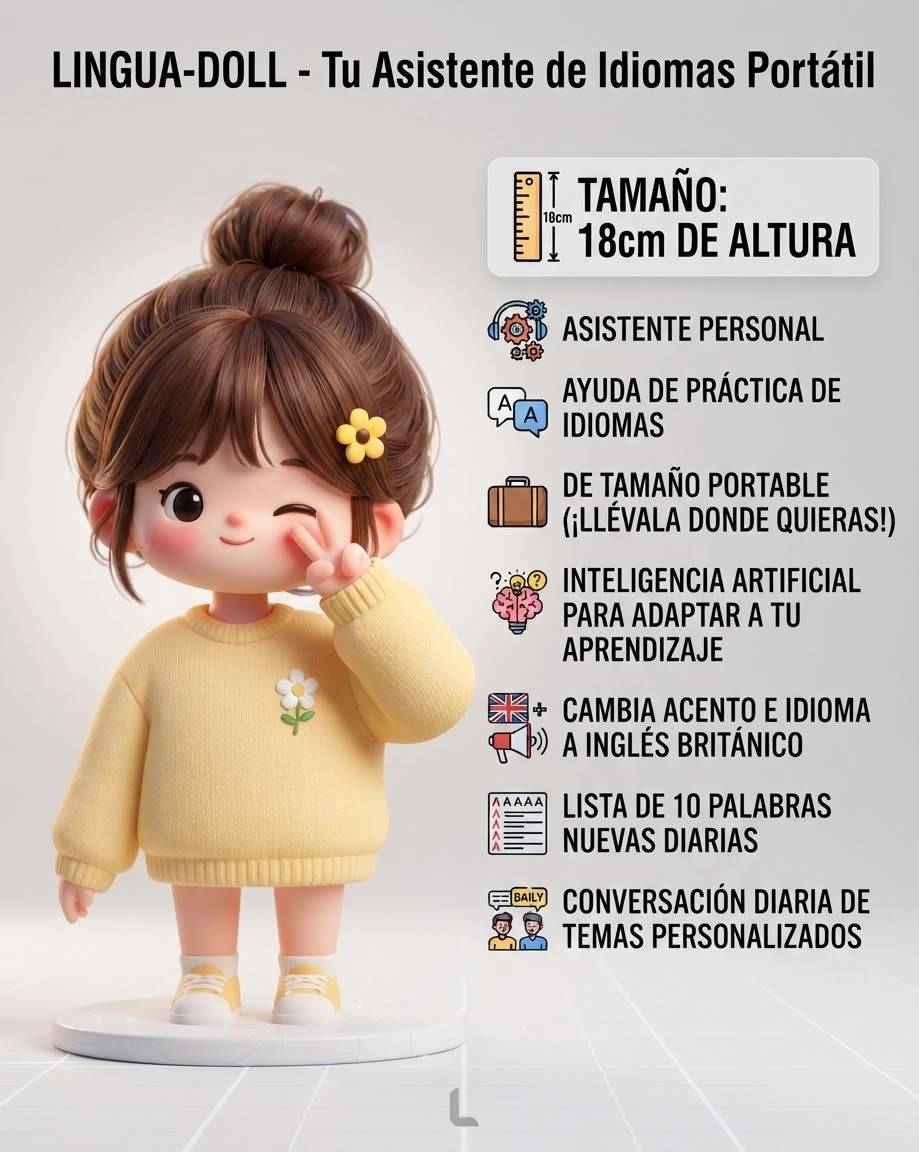 LINGUA-DOLL - Tu Asistente de Idiomas Portátil
18cm
TAMAÑO:
18cm DE ALTURA
ASISTENTE PERSONAL
A
A
AYUDA DE PRÁCTICA DE
IDIOMAS
DE TAMAÑO PORTABLE
(¡LLÉVALA DONDE QUIERAS!)
? ?
INTELIGENCIA ARTIFICIAL
PARA ADAPTAR A TU
APRENDIZAJE
CAMBIA ACENTO E IDIOMA
A INGLÉS BRITÁNICO
AAAAA
A
A
A
A
LISTA DE 10 PALABRAS
NUEVAS DIARIAS
BAILY
CONVERSACIÓN DIARIA DE
TEMAS PERSONALIZADOS
L